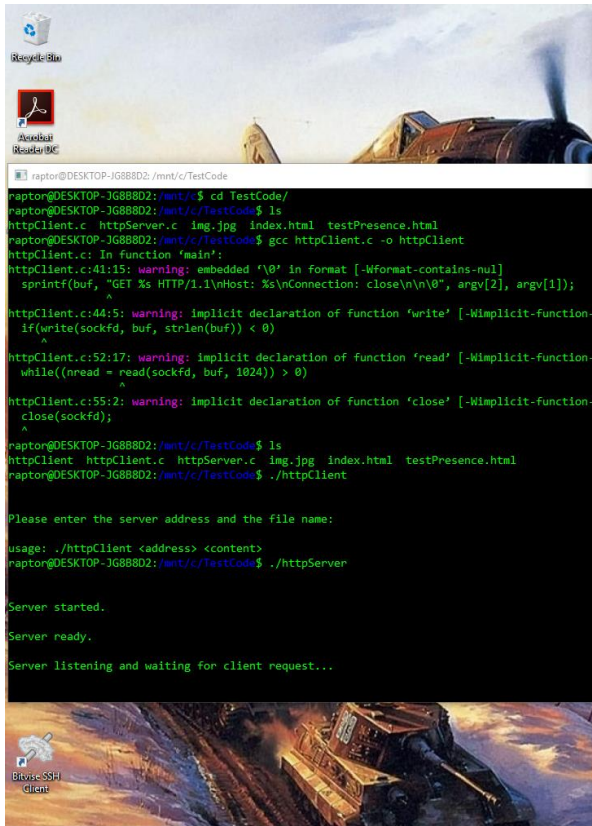 Recycle Bin
Acrobat
Reader DC
raptor@DESKTOP-JG8B8D2: /mnt/c/TestCode
raptor@DESKTOP-JG8B8D2:/mnt/c$ cd TestCode/
raptor@DESKTOP-JG8B8D2:/mnt/c/TestCode$ ls
httpClient.c  httpServer.c  img.jpg  index.html  testPresence.html
raptor@DESKTOP-JG8B8D2:/mnt/c/TestCode$ gcc httpClient.c -o httpClient
httpClient.c: In function ‘main’:
httpClient.c:41:15: warning: embedded ‘\0’ in format [-Wformat-contains-nul]
  sprintf(buf, "GET %s HTTP/1.1\nHost: %s\nConnection: close\n\n\0", argv[2], argv[1]);
               ^
httpClient.c:44:5: warning: implicit declaration of function ‘write’ [-Wimplicit-function-
  if(write(sockfd, buf, strlen(buf)) < 0)
     ^
httpClient.c:52:17: warning: implicit declaration of function ‘read’ [-Wimplicit-function-
  while((nread = read(sockfd, buf, 1024)) > 0)
                 ^
httpClient.c:55:2: warning: implicit declaration of function ‘close’ [-Wimplicit-function-
  close(sockfd);
  ^
raptor@DESKTOP-JG8B8D2:/mnt/c/TestCode$ ls
httpClient  httpClient.c  httpServer.c  img.jpg  index.html  testPresence.html
raptor@DESKTOP-JG8B8D2:/mnt/c/TestCode$ ./httpClient
Please enter the server address and the file name:
usage: ./httpClient <address> <content>
raptor@DESKTOP-JG8B8D2:/mnt/c/TestCode$ ./httpServer
Server started.
Server ready.
Server listening and waiting for client request...
Bitvise SSH
Client